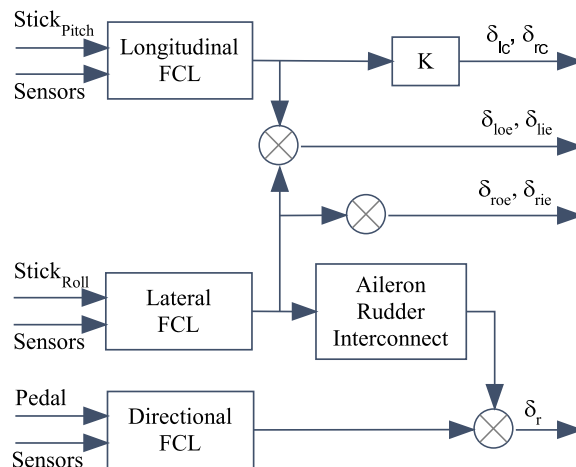 Stick_Pitch
Sensors
Longitudinal
FCL
K
δ_lc, δ_rc
δ_loe, δ_lie
δ_roe, δ_rie
Stick_Roll
Sensors
Lateral
FCL
Aileron
Rudder
Interconnect
Pedal
Sensors
Directional
FCL
δ_r